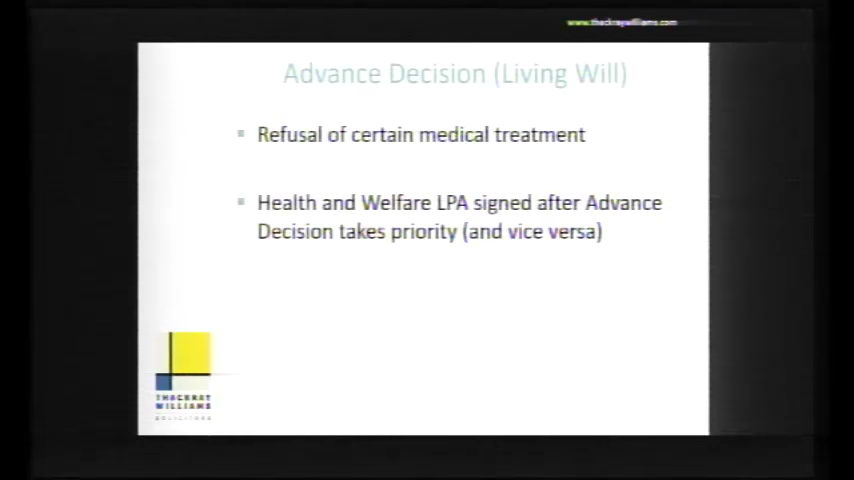 www.thackraywilliams.com
Advance Decision (Living Will)
Refusal of certain medical treatment
Health and Welfare LPA signed after Advance
Decision takes priority (and vice versa)
THACKRAY
WILLIAMS
SOLICITORS